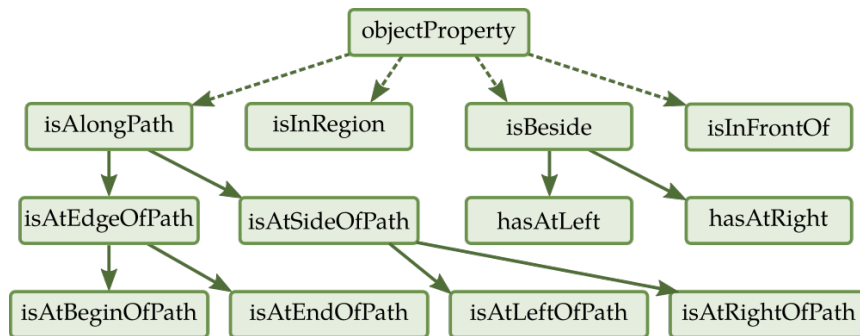 objectProperty
isAlongPath
isInRegion
isBeside
isInFrontOf
isAtEdgeOfPath
isAtSideOfPath
hasAtLeft
hasAtRight
isAtBeginOfPath
isAtEndOfPath
isAtLeftOfPath
isAtRightOfPath